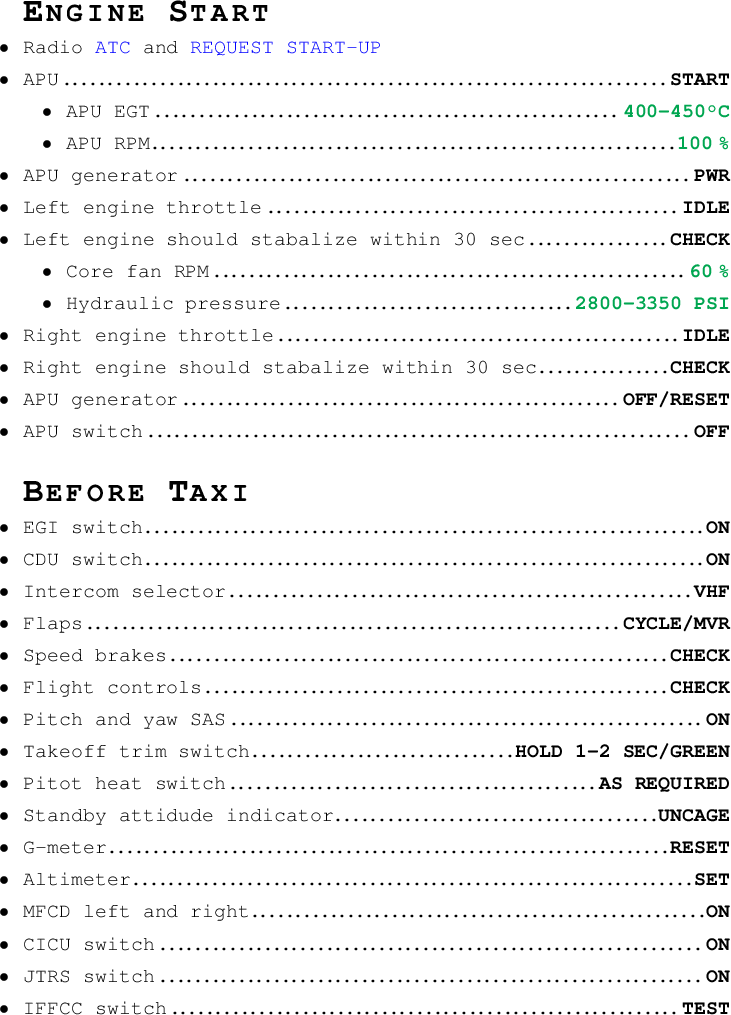 ENGINE START
• Radio ATC and REQUEST START-UP
• APU START
• APU EGT 400-450°C
• APU RPM 100 %
• APU generator PWR
• Left engine throttle IDLE
• Left engine should stabalize within 30 sec CHECK
• Core fan RPM 60 %
• Hydraulic pressure 2800-3350 PSI
• Right engine throttle IDLE
• Right engine should stabalize within 30 sec CHECK
• APU generator OFF/RESET
• APU switch OFF
BEFORE TAXI
• EGI switch ON
• CDU switch ON
• Intercom selector VHF
• Flaps CYCLE/MVR
• Speed brakes CHECK
• Flight controls CHECK
• Pitch and yaw SAS ON
• Takeoff trim switch HOLD 1-2 SEC/GREEN
• Pitot heat switch AS REQUIRED
• Standby attidude indicator UNCAGE
• G-meter RESET
• Altimeter SET
• MFCD left and right ON
• CICU switch ON
• JTRS switch ON
• IFFCC switch TEST